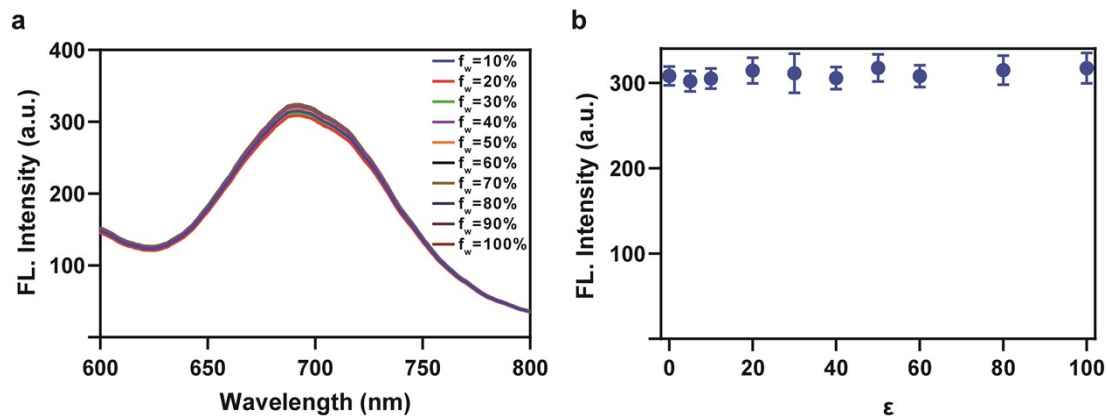 a
400
300
200
100
FL. Intensity (a.u.)
600
650
700
750
800
Wavelength (nm)
fw=10%
fw=20%
fw=30%
fw=40%
fw=50%
fw=60%
fw=70%
fw=80%
fw=90%
fw=100%
b
300
200
100
FL. Intensity (a.u.)
0
20
40
60
80
100
ε